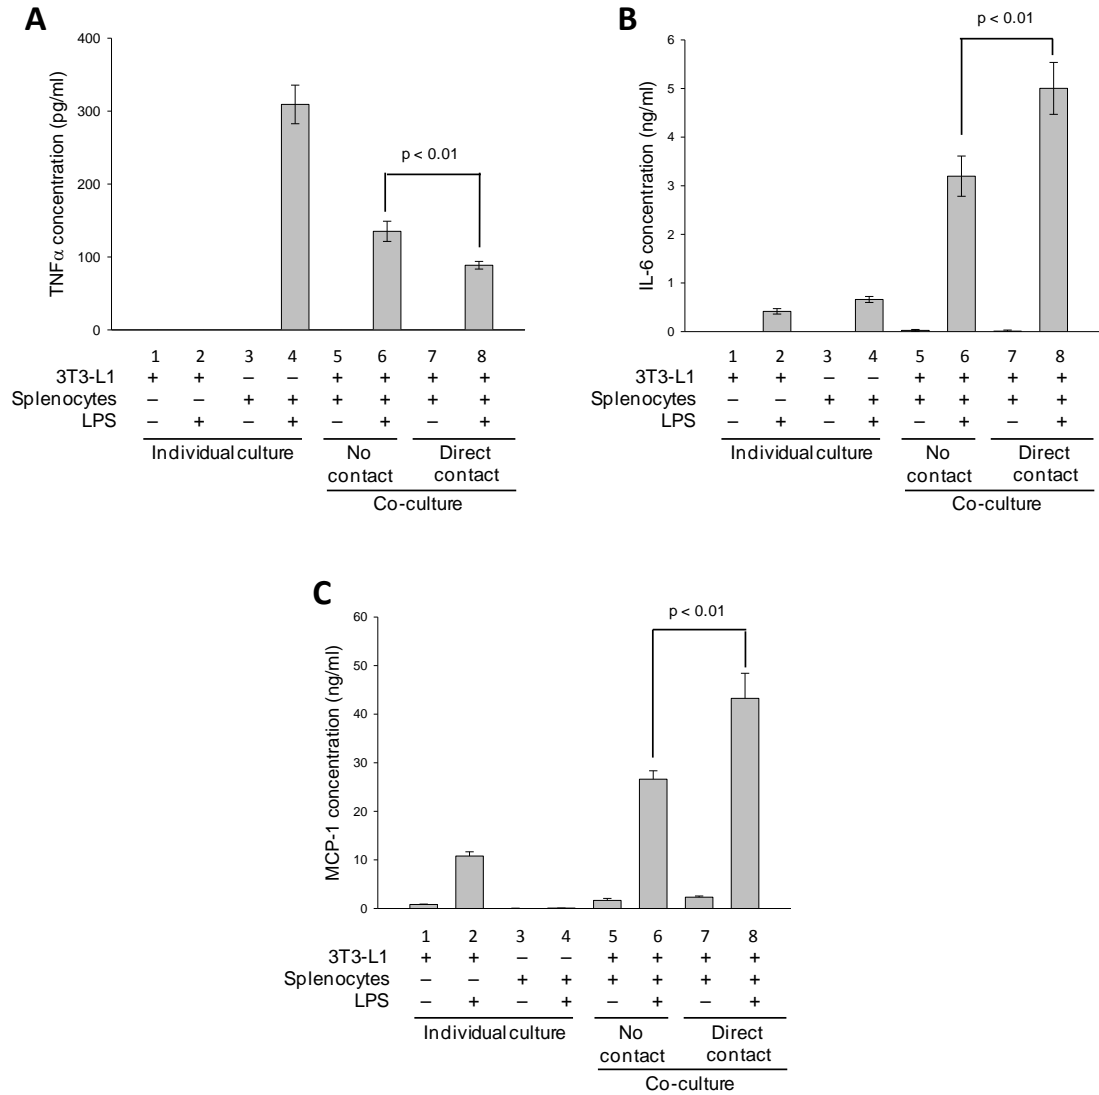 A
TNFα concentration (pg/ml)
400
300
200
100
0
p < 0.01
1 2 3 4 5 6 7 8
3T3-L1 + + – – + + + +
Splenocytes – – + + + + + +
LPS – + – + – + – +
Individual culture
No contact
Direct contact
Co-culture
B
IL-6 concentration (ng/ml)
6
5
4
3
2
1
0
p < 0.01
1 2 3 4 5 6 7 8
3T3-L1 + + – – + + + +
Splenocytes – – + + + + + +
LPS – + – + – + – +
Individual culture
No contact
Direct contact
Co-culture
C
MCP-1 concentration (ng/ml)
60
50
40
30
20
10
0
p < 0.01
1 2 3 4 5 6 7 8
3T3-L1 + + – – + + + +
Splenocytes – – + + + + + +
LPS – + – + – + – +
Individual culture
No contact
Direct contact
Co-culture